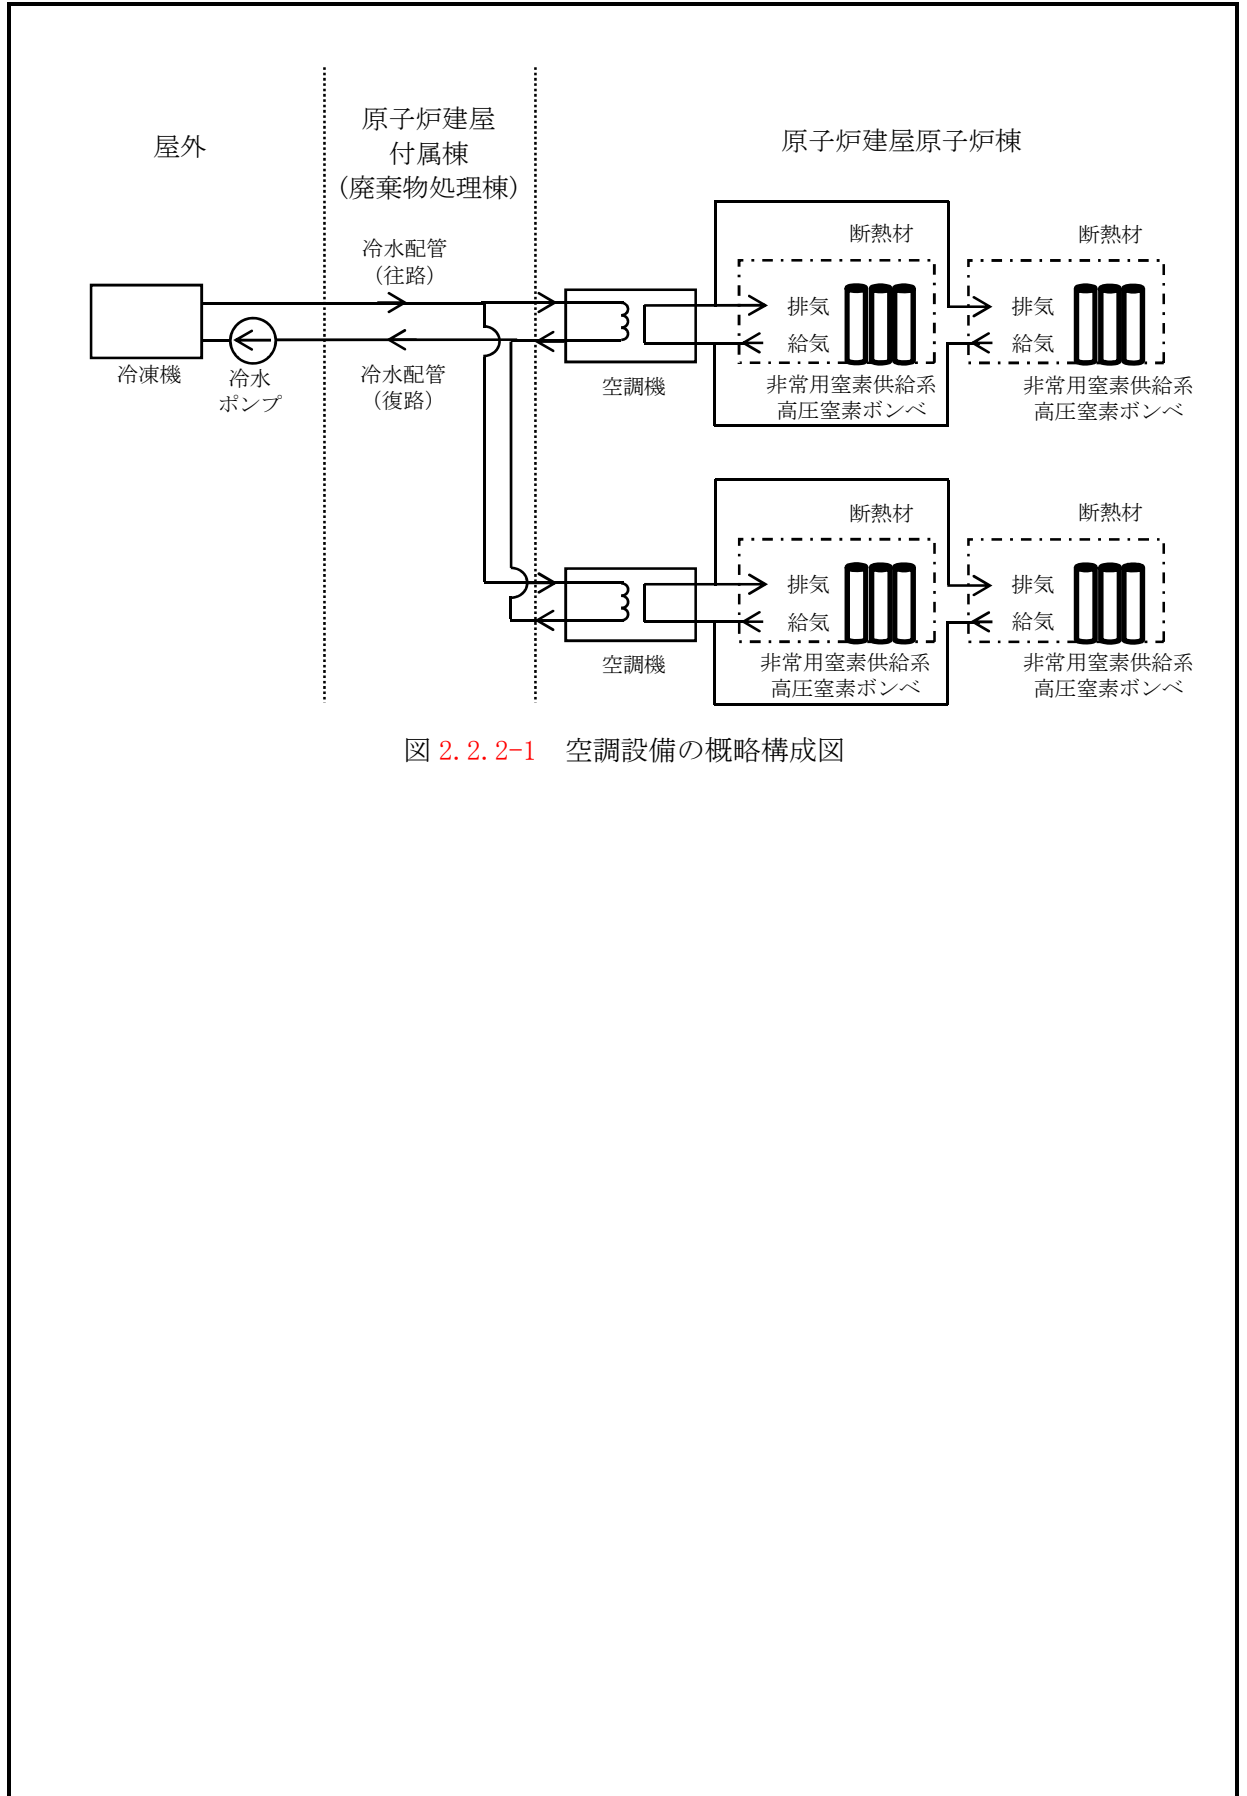 屋外
原子炉建屋
付属棟
(廃棄物処理棟)
原子炉建屋原子炉棟
冷水配管
(往路)
冷凍機
冷水
ポンプ
冷水配管
(復路)
空調機
断熱材
排気
給気
非常用窒素供給系
高圧窒素ボンベ
断熱材
排気
給気
非常用窒素供給系
高圧窒素ボンベ
空調機
断熱材
排気
給気
非常用窒素供給系
高圧窒素ボンベ
断熱材
排気
給気
非常用窒素供給系
高圧窒素ボンベ
図 2.2.2-1　空調設備の概略構成図